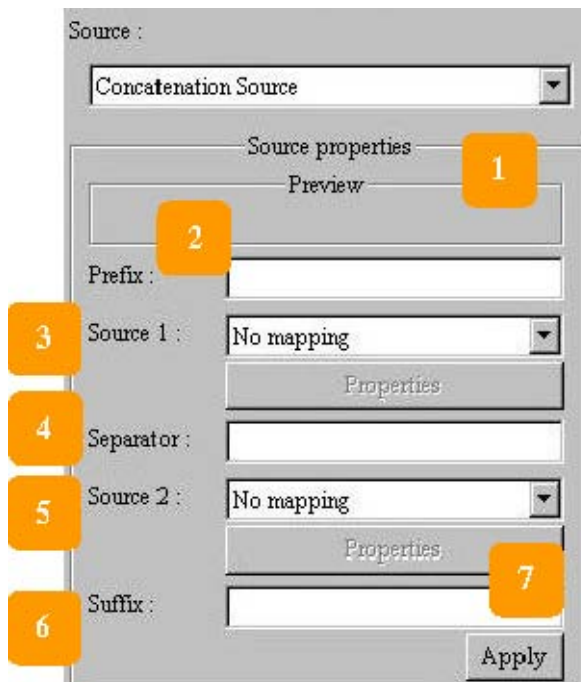 Source :
Concatenation Source
Source properties
1
Preview
2
Prefix :
3
Source 1 :
No mapping
Properties
4
Separator :
5
Source 2 :
No mapping
Properties
7
6
Suffix :
Apply